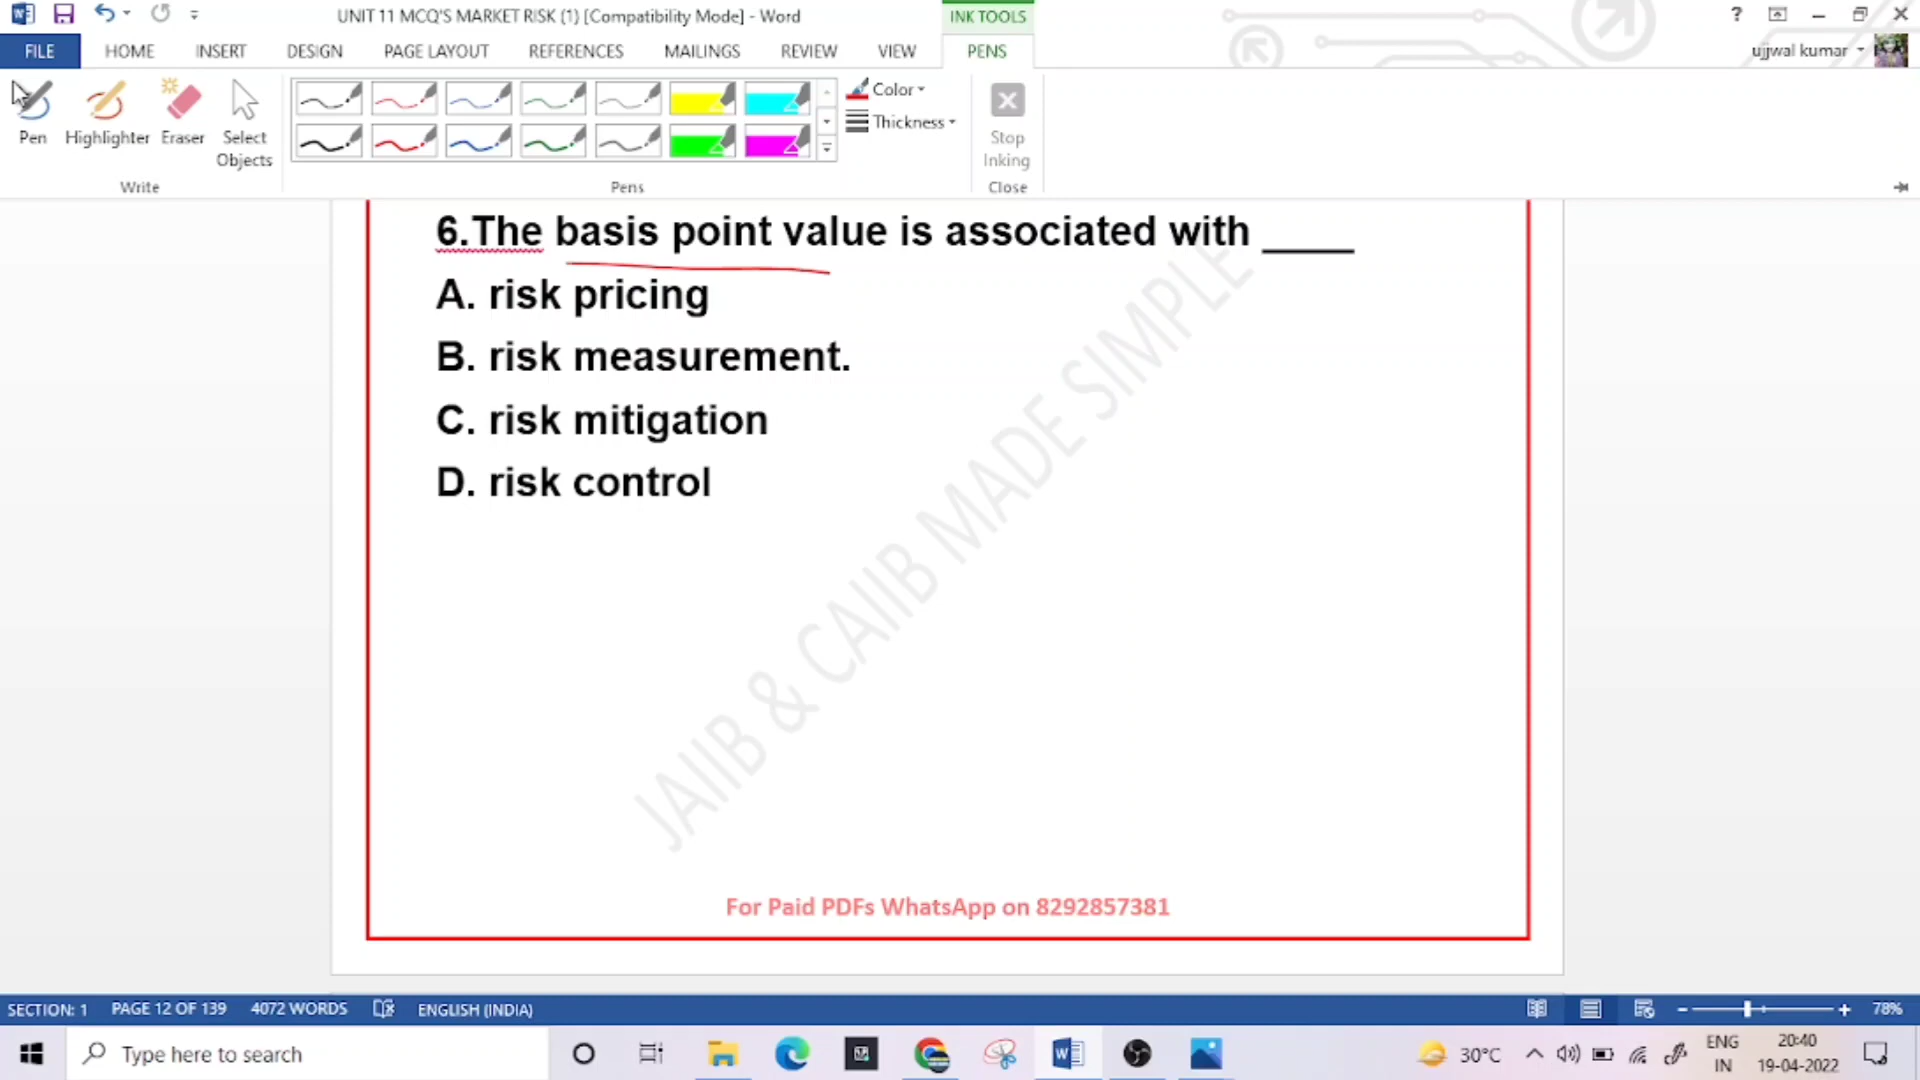 UNIT 11 MCQ'S MARKET RISK (1) [Compatibility Mode] - Word
INK TOOLS
?
FILE
HOME
INSERT
DESIGN
PAGE LAYOUT
REFERENCES
MAILINGS
REVIEW
VIEW
PENS
ujjwal kumar
Pen
Highlighter
Eraser
Select
Objects
Color
Thickness
Stop
Inking
Write
Pens
Close
6.The basis point value is associated with ____
A. risk pricing
B. risk measurement.
C. risk mitigation
D. risk control
JAIIB & CAIIB MADE SIMPLE
For Paid PDFs WhatsApp on 8292857381
SECTION: 1
PAGE 12 OF 139
4072 WORDS
ENGLISH (INDIA)
78%
Type here to search
30°C
ENG
IN
20:40
19-04-2022